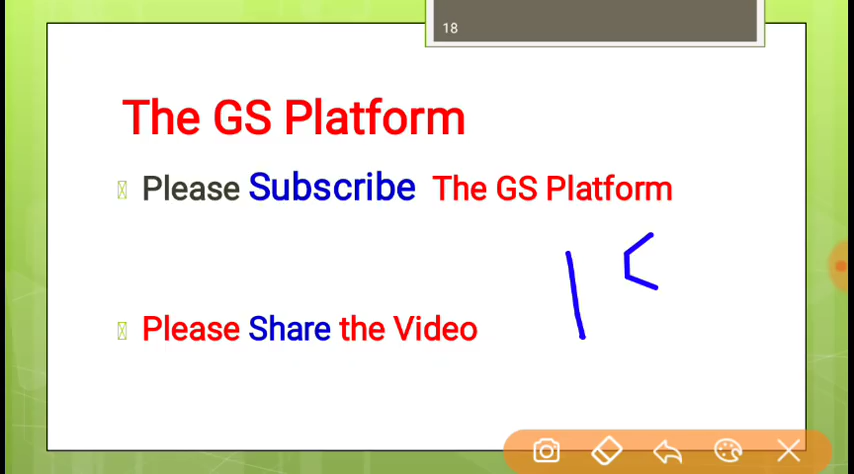 18
The GS Platform
Please Subscribe The GS Platform
Please Share the Video